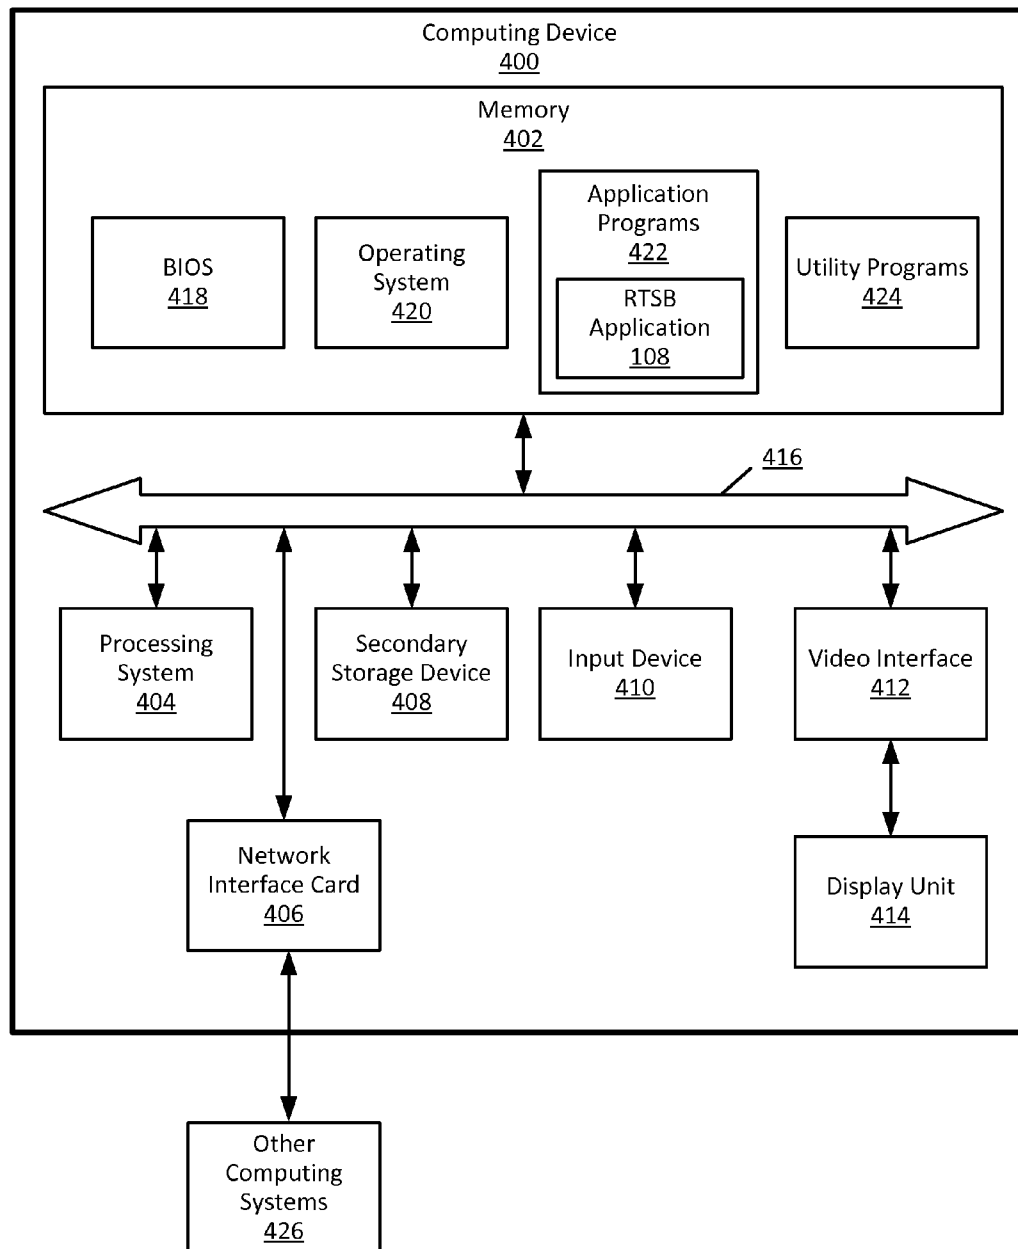 Computing Device
400
Memory
402
BIOS
418
Operating
System
420
Application
Programs
422
RTSB
Application
108
Utility Programs
424
416
Processing
System
404
Secondary
Storage Device
408
Input Device
410
Video Interface
412
Network
Interface Card
406
Display Unit
414
Other
Computing
Systems
426